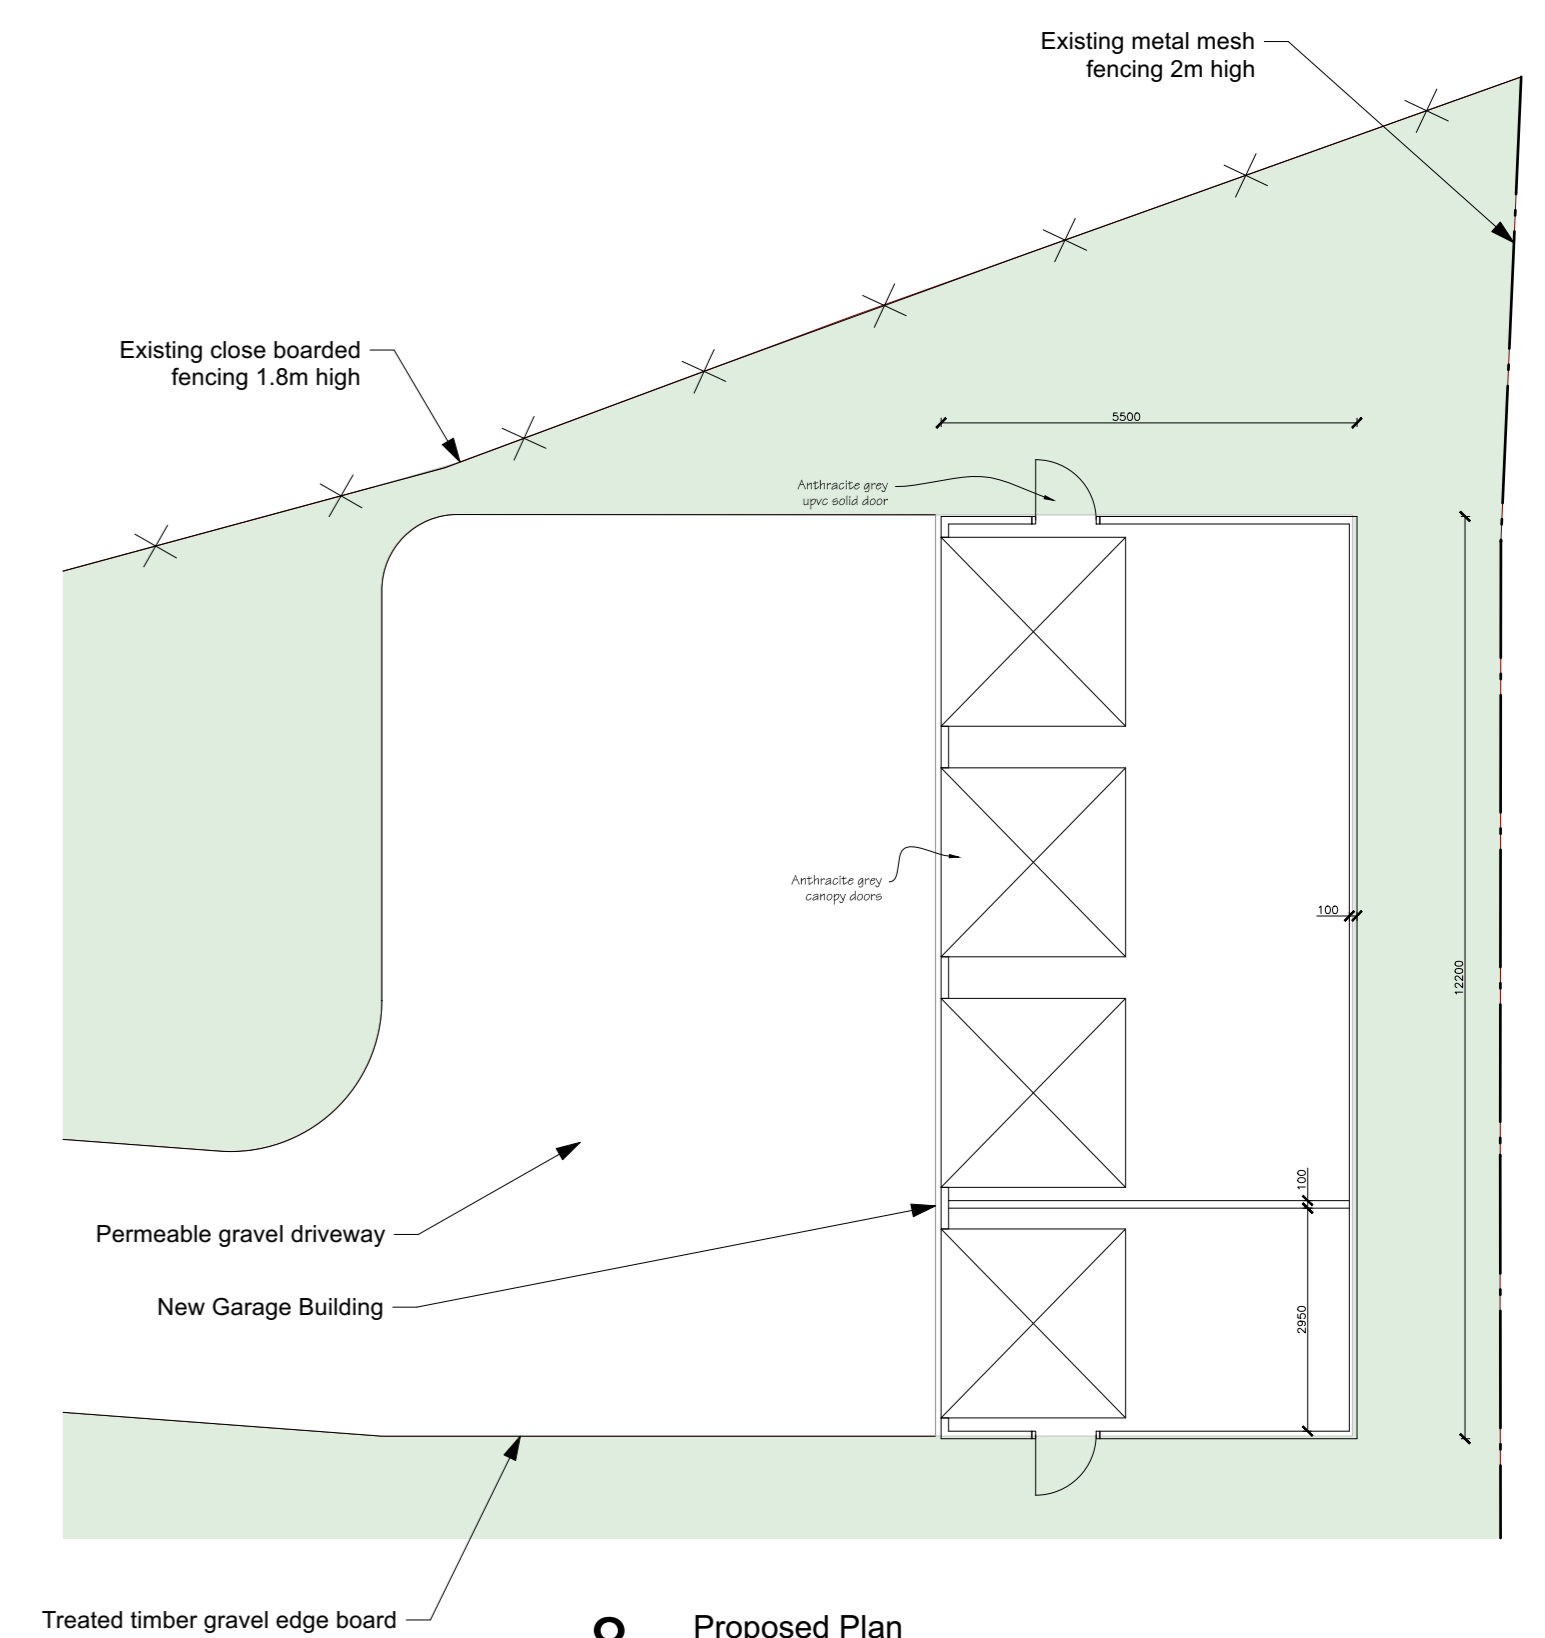 Existing metal mesh
fencing 2m high
Existing close boarded
fencing 1.8m high
5500
Anthracite grey
upvc solid door
Anthracite grey
canopy doors
100
12200
100
Permeable gravel driveway
New Garage Building
2950
Treated timber gravel edge board
Proposed Plan